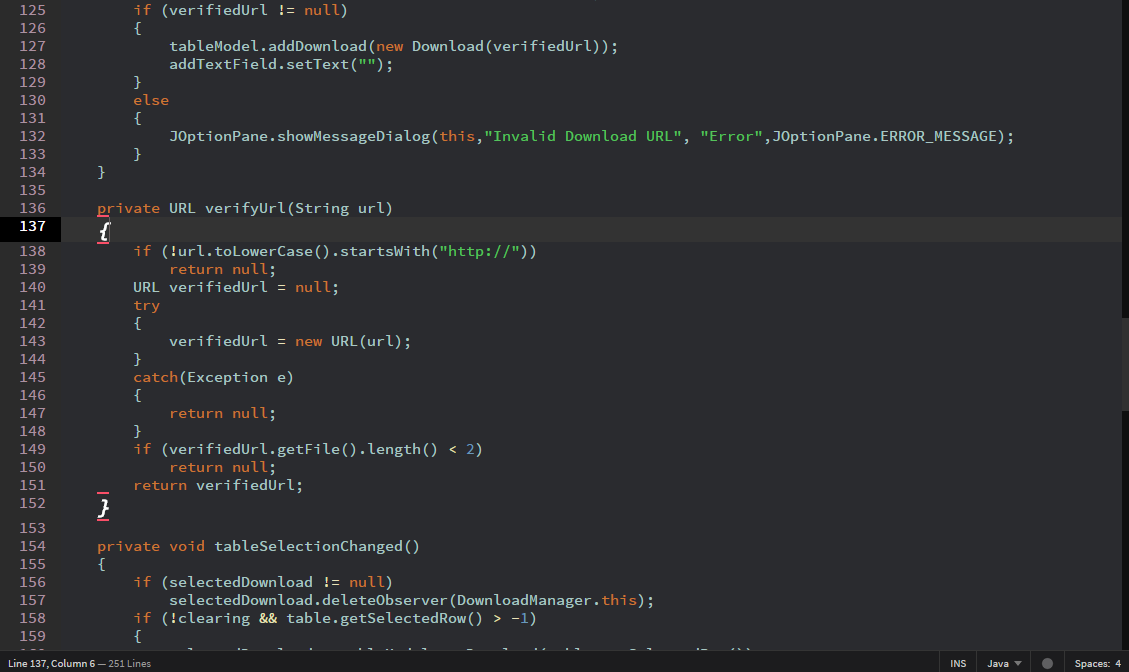 125 if (verifiedUrl != null)
126 {
127 tableModel.addDownload(new Download(verifiedUrl));
128 addTextField.setText("");
129 }
130 else
131 {
132 JOptionPane.showMessageDialog(this,"Invalid Download URL", "Error",JOptionPane.ERROR_MESSAGE);
133 }
134 }
135
136 private URL verifyUrl(String url)
137 {
138 if (!url.toLowerCase().startsWith("http://"))
139 return null;
140 URL verifiedUrl = null;
141 try
142 {
143 verifiedUrl = new URL(url);
144 }
145 catch(Exception e)
146 {
147 return null;
148 }
149 if (verifiedUrl.getFile().length() < 2)
150 return null;
151 return verifiedUrl;
152 }
153
154 private void tableSelectionChanged()
155 {
156 if (selectedDownload != null)
157 selectedDownload.deleteObserver(DownloadManager.this);
158 if (!clearing && table.getSelectedRow() > -1)
159 {
Line 137, Column 6 — 251 Lines INS Java Spaces: 4